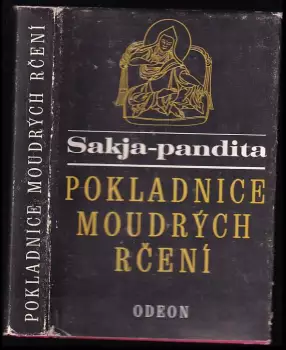 POKLADNICE MOUDRÝCH RČENÍ
Sakja-pandita
POKLADNICE
MOUDRÝCH
RČENÍ
ODEON